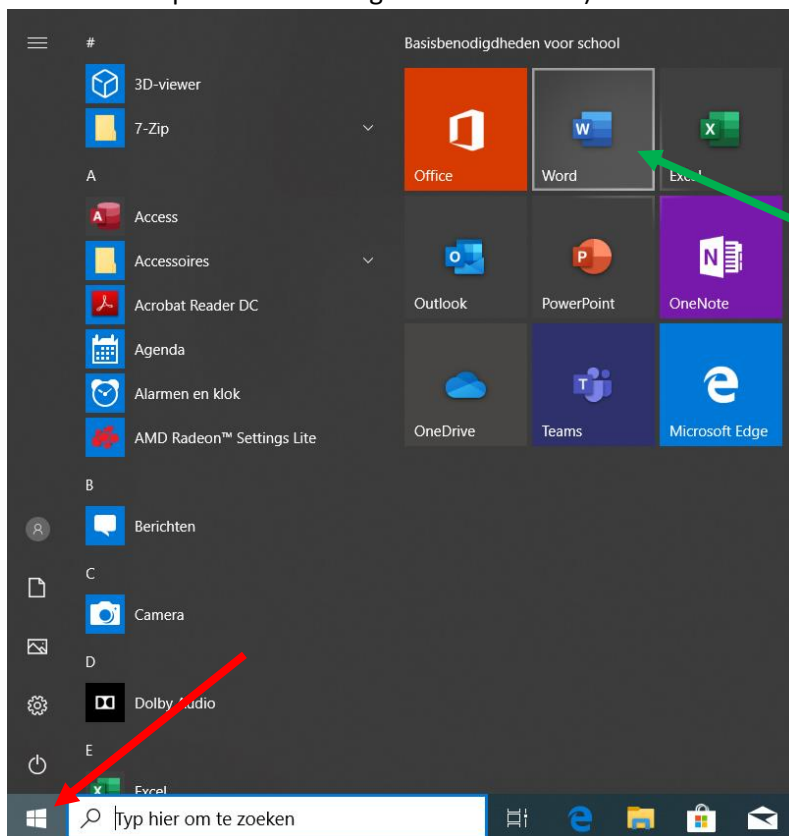 #
3D-viewer
7-Zip
A
Access
Accessoires
Acrobat Reader DC
Agenda
Alarmen en klok
AMD Radeon™ Settings Lite
B
Berichten
C
Camera
D
Dolby Audio
E
Excel
Typ hier om te zoeken
Basisbenodigdheden voor school
Office
Word
Excel
Outlook
PowerPoint
OneNote
OneDrive
Teams
Microsoft Edge